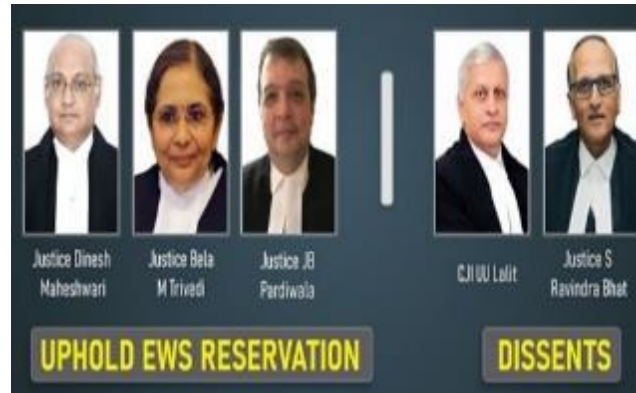 Justice Dinesh
Maheshwari
Justice Bela
M Trivedi
Justice JB
Pardiwala
CJI UU Lalit
Justice S
Ravindra Bhat
UPHOLD EWS RESERVATION
DISSENTS